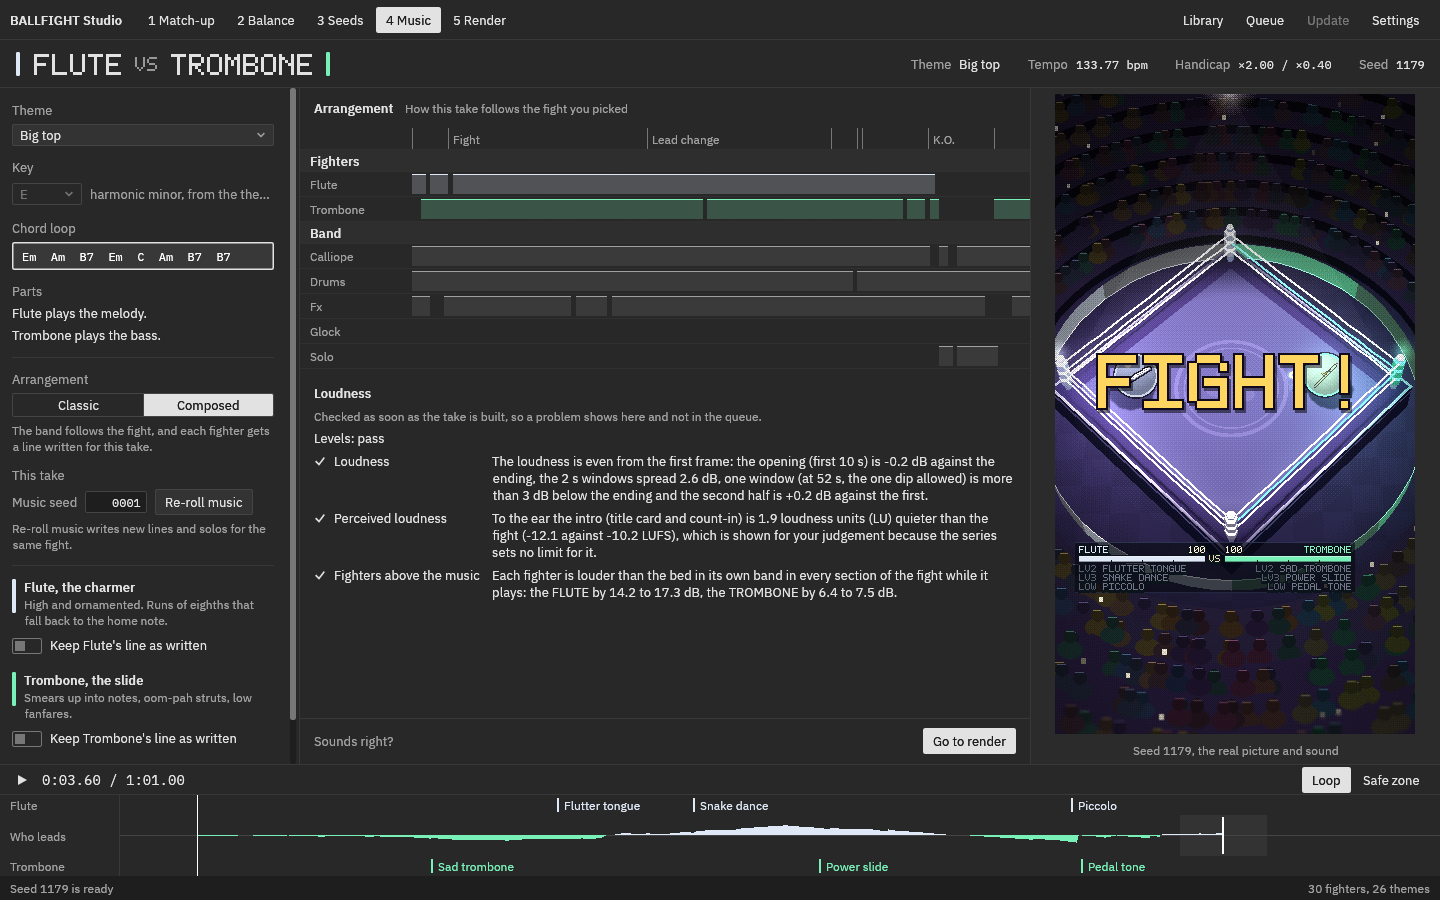 BALLFIGHT Studio 1 Match-up 2 Balance 3 Seeds 4 Music 5 Render Library Queue Update Settings
FLUTE VS TROMBONE Theme Big top Tempo 133.77 bpm Handicap ×2.00 / ×0.40 Seed 1179
Theme
Big top
Key
E harmonic minor, from the the...
Chord loop
Em Am B7 Em C Am B7 B7
Parts
Flute plays the melody.
Trombone plays the bass.
Arrangement
Classic Composed
The band follows the fight, and each fighter gets
a line written for this take.
This take
Music seed 0001 Re-roll music
Re-roll music writes new lines and solos for the
same fight.
Flute, the charmer
High and ornamented. Runs of eighths that
fall back to the home note.
Keep Flute's line as written
Trombone, the slide
Smears up into notes, oom-pah struts, low
fanfares.
Keep Trombone's line as written
Arrangement How this take follows the fight you picked
Fight Lead change K.O.
Fighters
Flute
Trombone
Band
Calliope
Drums
Fx
Glock
Solo
Loudness
Checked as soon as the take is built, so a problem shows here and not in the queue.
Levels: pass
Loudness The loudness is even from the first frame: the opening (first 10 s) is -0.2 dB against the
ending, the 2 s windows spread 2.6 dB, one window (at 52 s, the one dip allowed) is more
than 3 dB below the ending and the second half is +0.2 dB against the first.
Perceived loudness To the ear the intro (title card and count-in) is 1.9 loudness units (LU) quieter than the
fight (-12.1 against -10.2 LUFS), which is shown for your judgement because the series
sets no limit for it.
Fighters above the music Each fighter is louder than the bed in its own band in every section of the fight while it
plays: the FLUTE by 14.2 to 17.3 dB, the TROMBONE by 6.4 to 7.5 dB.
Sounds right? Go to render
FIGHT!
FLUTE 100 VS 100 TROMBONE
LV2 FLUTTER TONGUE LV2 SAD TROMBONE
LV3 SNAKE DANCE LV3 POWER SLIDE
LOW PICCOLO LOW PEDAL TONE
Seed 1179, the real picture and sound
0:03.60 / 1:01.00 Loop Safe zone
Flute Flutter tongue Snake dance Piccolo
Who leads
Trombone Sad trombone Power slide Pedal tone
Seed 1179 is ready 30 fighters, 26 themes